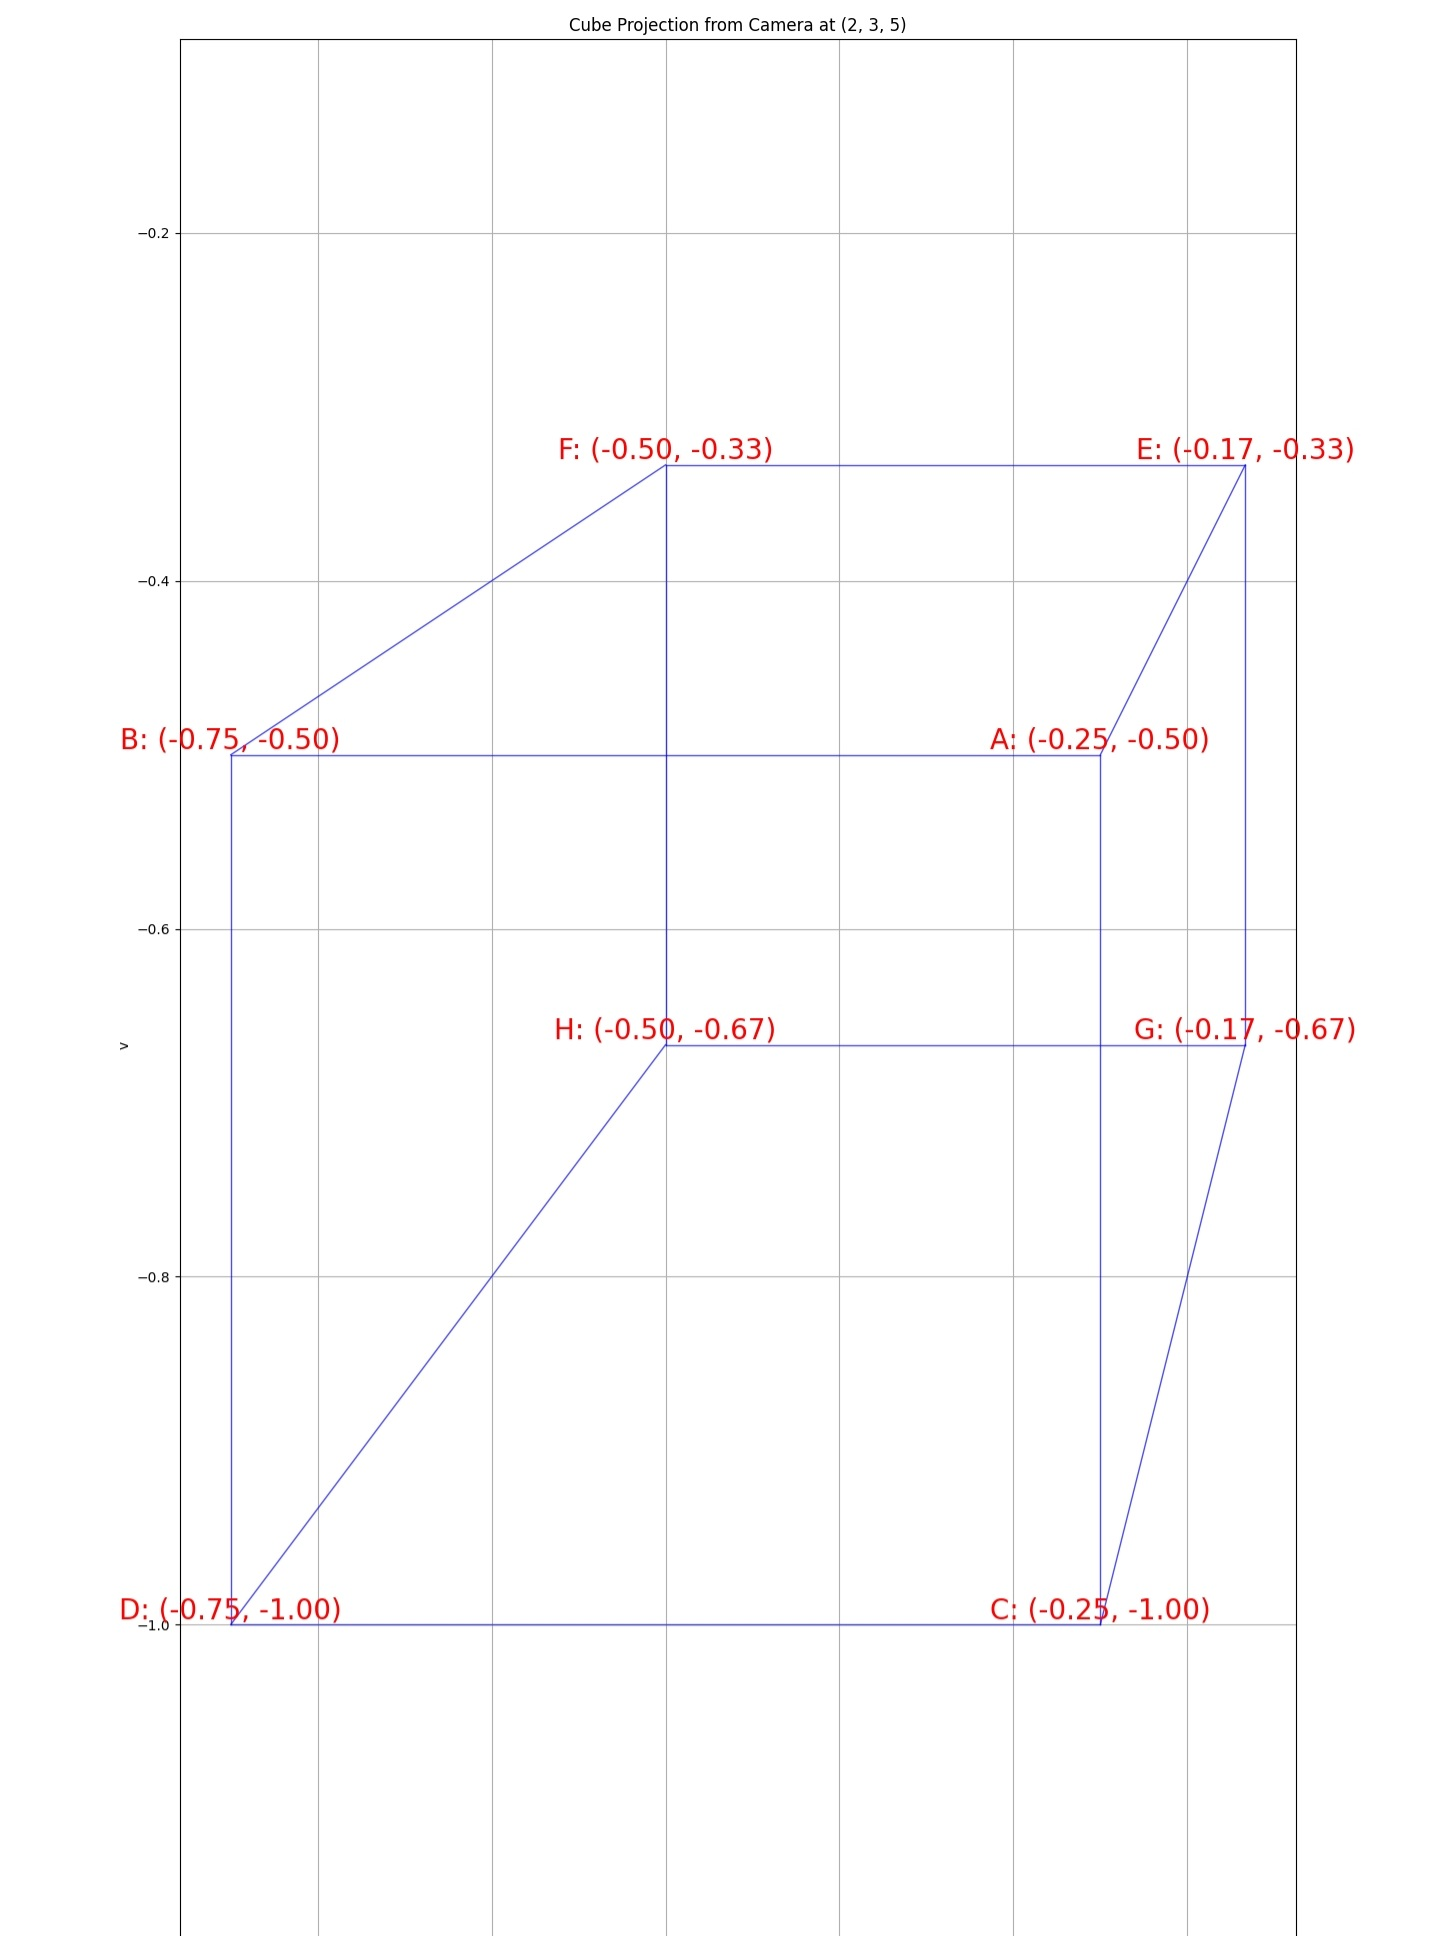 Cube Projection from Camera at (2, 3, 5)
−0.2
F: (-0.50, -0.33)
E: (-0.17, -0.33)
−0.4
B: (-0.75, -0.50)
A: (-0.25, -0.50)
−0.6
H: (-0.50, -0.67)
G: (-0.17, -0.67)
v
−0.8
D: (-0.75, -1.00)
C: (-0.25, -1.00)
−1.0